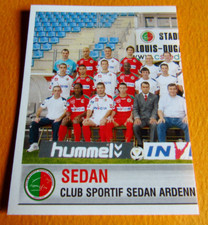 STAD
LOUIS-DUG
hummel
INV
SEDAN
CLUB SPORTIF SEDAN ARDENN